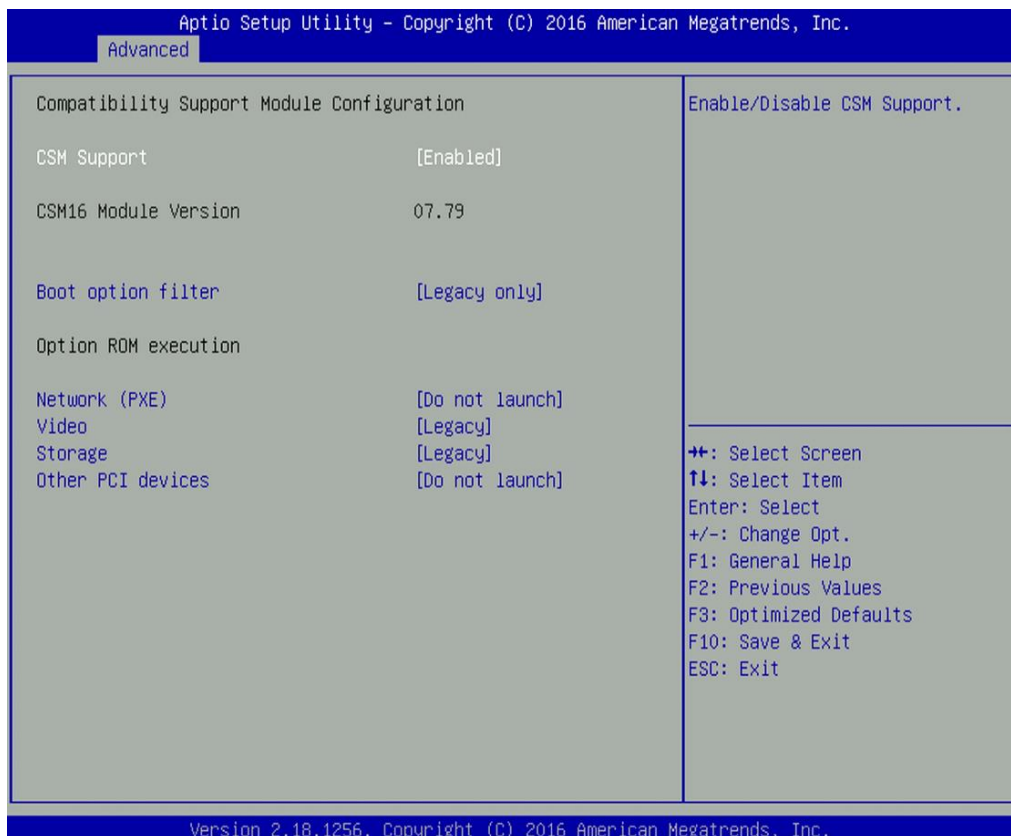 Aptio Setup Utility – Copyright (C) 2016 American Megatrends, Inc.
Advanced
Compatibility Support Module Configuration
CSM Support [Enabled]
CSM16 Module Version 07.79
Boot option filter [Legacy only]
Option ROM execution
Network (PXE) [Do not launch]
Video [Legacy]
Storage [Legacy]
Other PCI devices [Do not launch]
Enable/Disable CSM Support.
→←: Select Screen
↑↓: Select Item
Enter: Select
+/-: Change Opt.
F1: General Help
F2: Previous Values
F3: Optimized Defaults
F10: Save & Exit
ESC: Exit
Version 2.18.1256. Copyright (C) 2016 American Megatrends, Inc.